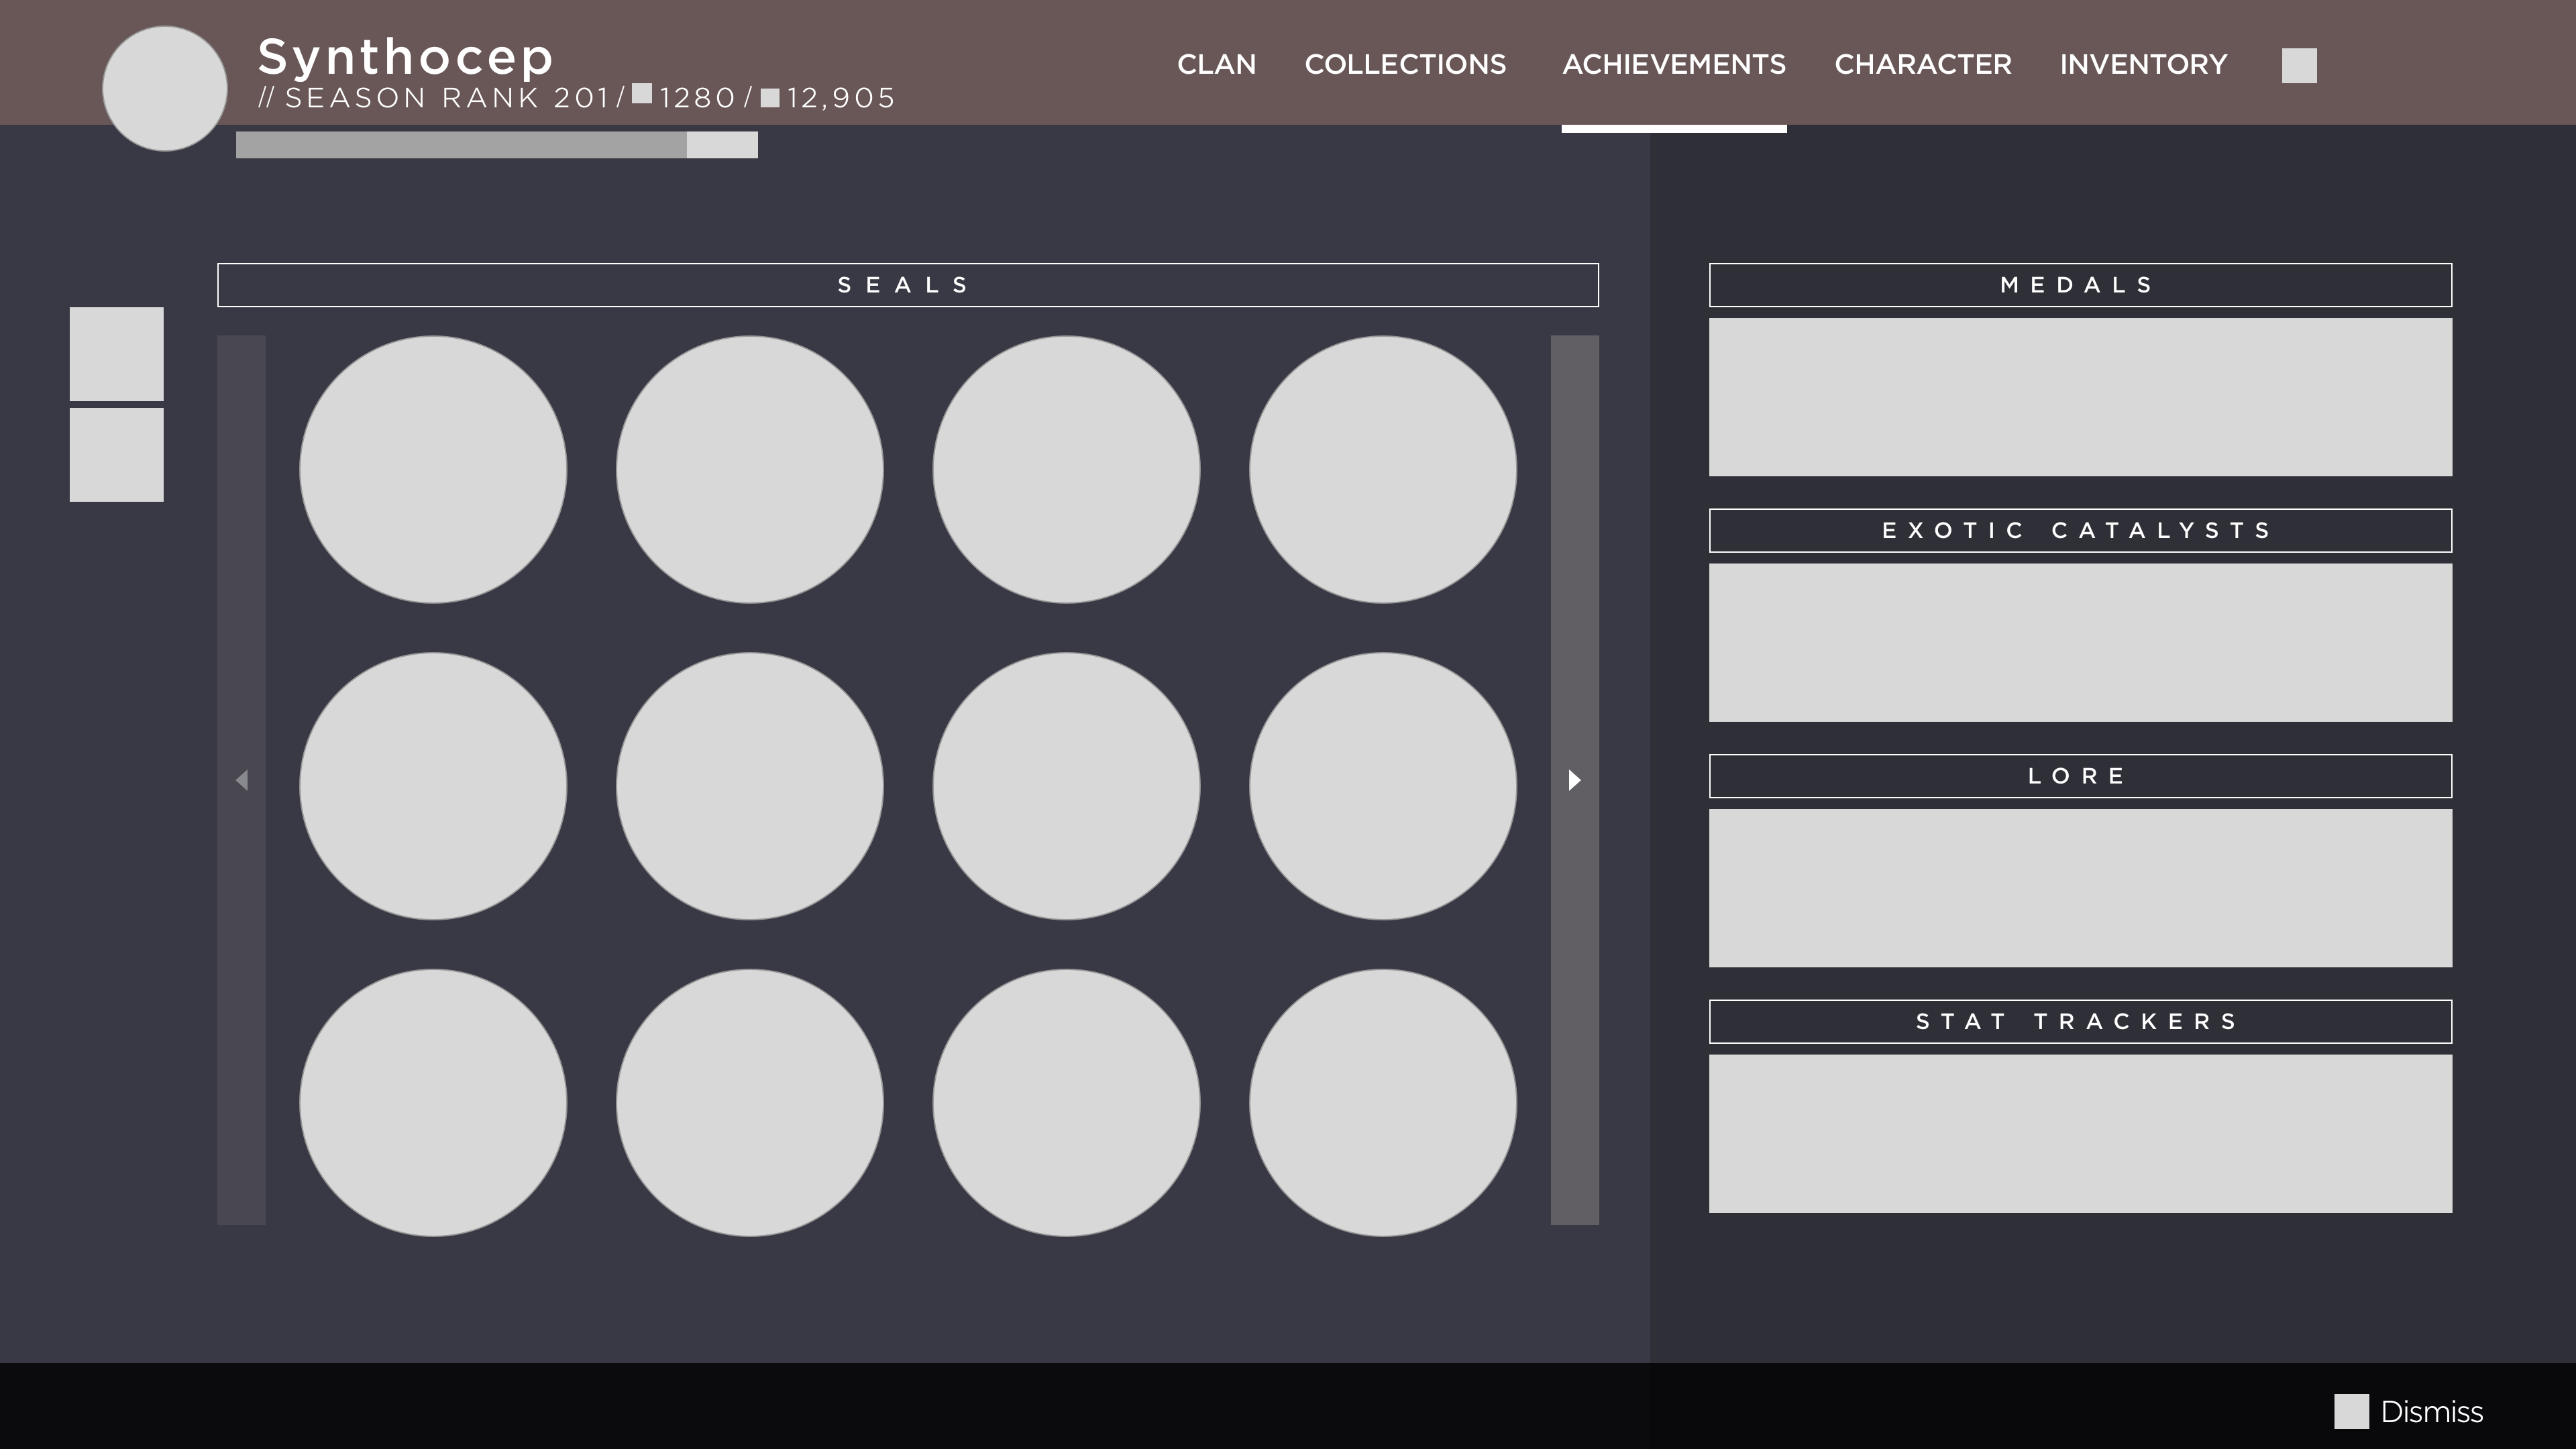 Synthocep
// SEASON RANK 201/ 1280 / 12,905
CLAN COLLECTIONS ACHIEVEMENTS CHARACTER INVENTORY
SEALS
MEDALS
EXOTIC CATALYSTS
LORE
STAT TRACKERS
Dismiss